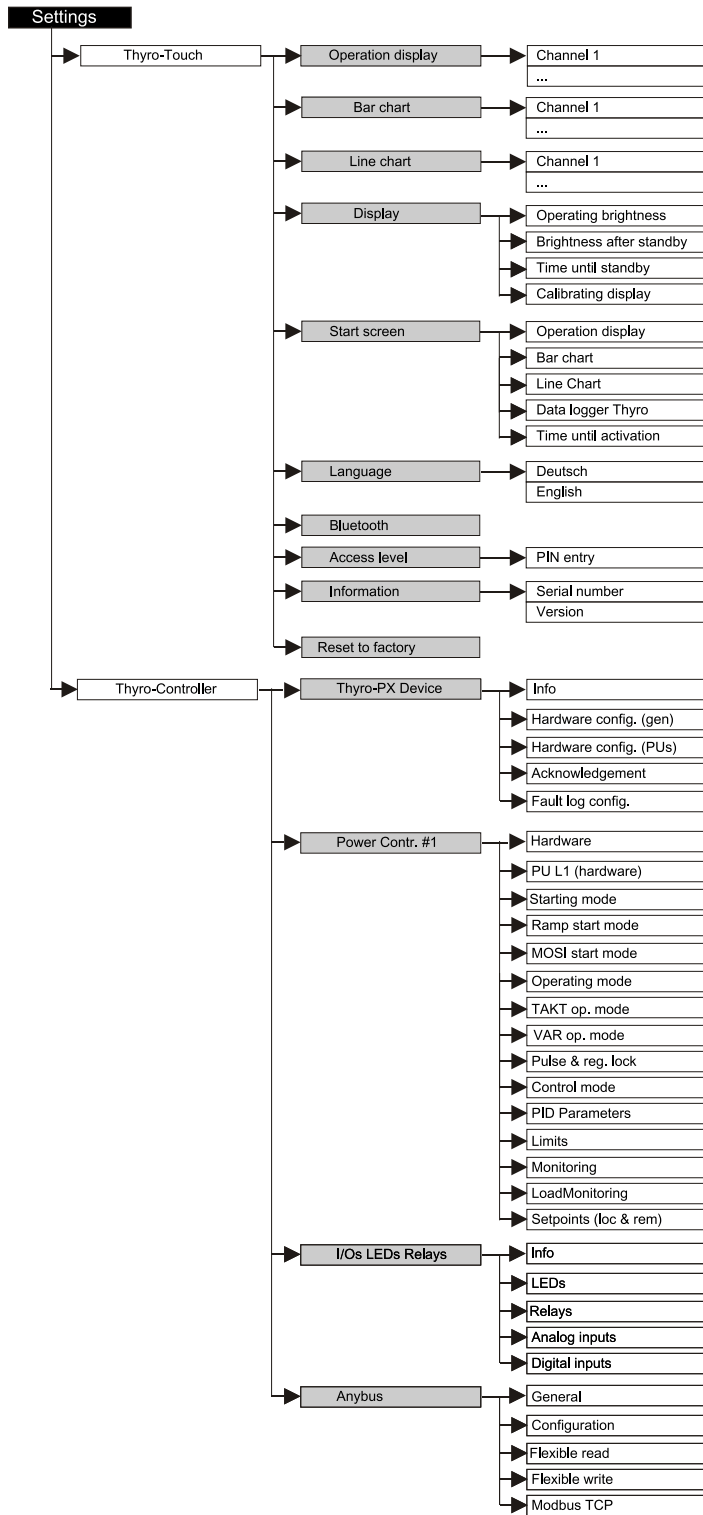 Settings
Thyro-Touch
Operation display
Channel 1
...
Bar chart
Channel 1
...
Line chart
Channel 1
...
Display
Operating brightness
Brightness after standby
Time until standby
Calibrating display
Start screen
Operation display
Bar chart
Line Chart
Data logger Thyro
Time until activation
Language
Deutsch
English
Bluetooth
Access level
PIN entry
Information
Serial number
Version
Reset to factory
Thyro-Controller
Thyro-PX Device
Info
Hardware config. (gen)
Hardware config. (PUs)
Acknowledgement
Fault log config.
Power Contr. #1
Hardware
PU L1 (hardware)
Starting mode
Ramp start mode
MOSI start mode
Operating mode
TAKT op. mode
VAR op. mode
Pulse & reg. lock
Control mode
PID Parameters
Limits
Monitoring
LoadMonitoring
Setpoints (loc & rem)
I/Os LEDs Relays
Info
LEDs
Relays
Analog inputs
Digital inputs
Anybus
General
Configuration
Flexible read
Flexible write
Modbus TCP